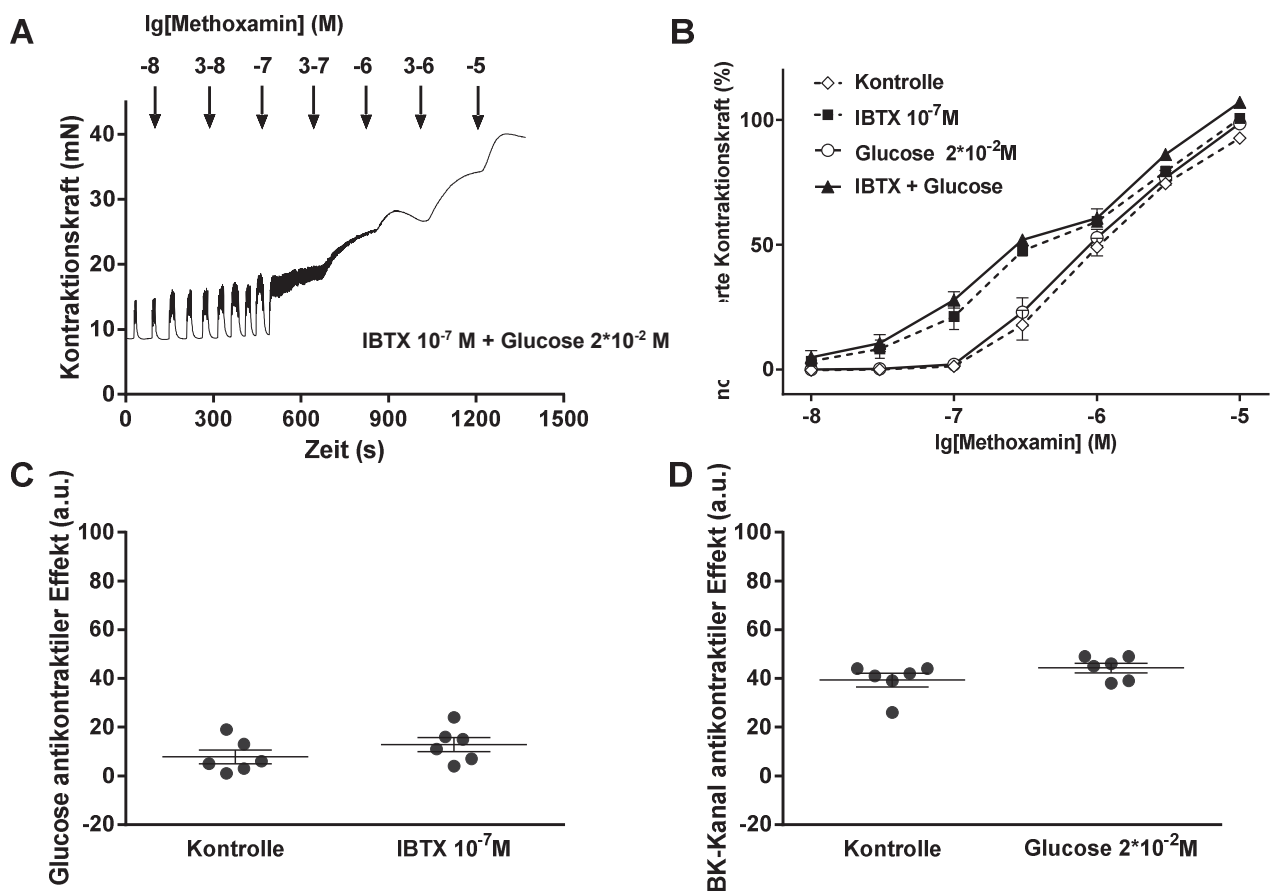 A
lg[Methoxamin] (M)
-8 3-8 -7 3-7 -6 3-6 -5
Kontraktionskraft (mN)
40
30
20
10
0
IBTX 10-7 M + Glucose 2*10-2 M
0 300 600 900 1200 1500
Zeit (s)
B
Kontrolle
IBTX 10-7M
Glucose 2*10-2M
IBTX + Glucose
Kontraktionskraft (%)
100
50
0
-8 -7 -6 -5
lg[Methoxamin] (M)
C
Glucose antikontraktiler Effekt (a.u.)
100
80
60
40
20
0
-20
Kontrolle IBTX 10-7M
D
BK-Kanal antikontraktiler Effekt (a.u.)
100
80
60
40
20
0
-20
Kontrolle Glucose 2*10-2M